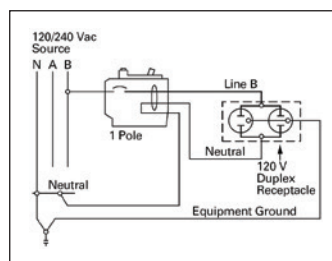 120/240 Vac
Source
N A B
1 Pole
Line B
Neutral
120 V
Duplex
Receptacle
Neutral
Equipment Ground